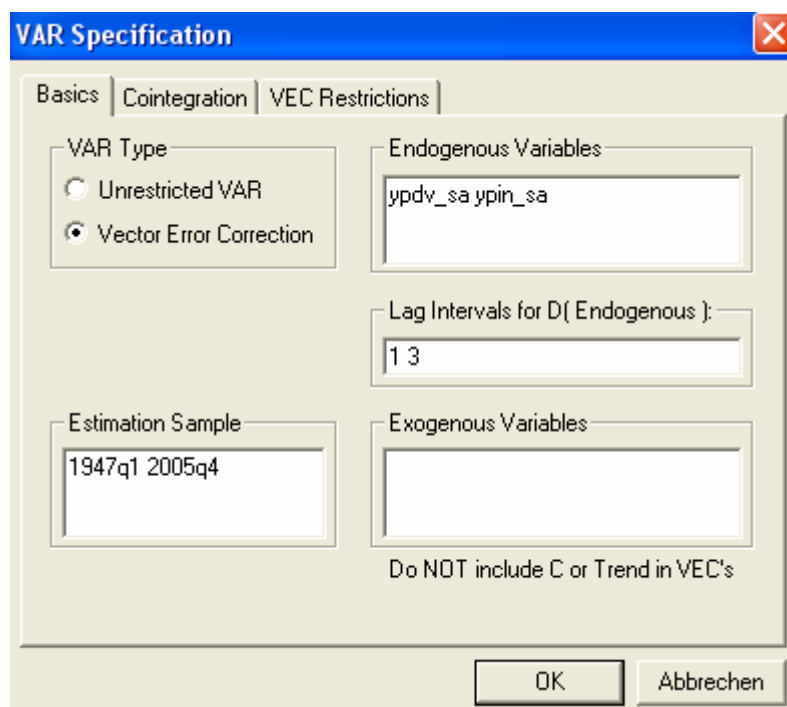 VAR Specification
Basics
Cointegration
VEC Restrictions
VAR Type
Unrestricted VAR
Vector Error Correction
Endogenous Variables
ypdv_sa ypin_sa
Lag Intervals for D( Endogenous ):
1 3
Estimation Sample
1947q1 2005q4
Exogenous Variables
Do NOT include C or Trend in VEC's
OK
Abbrechen